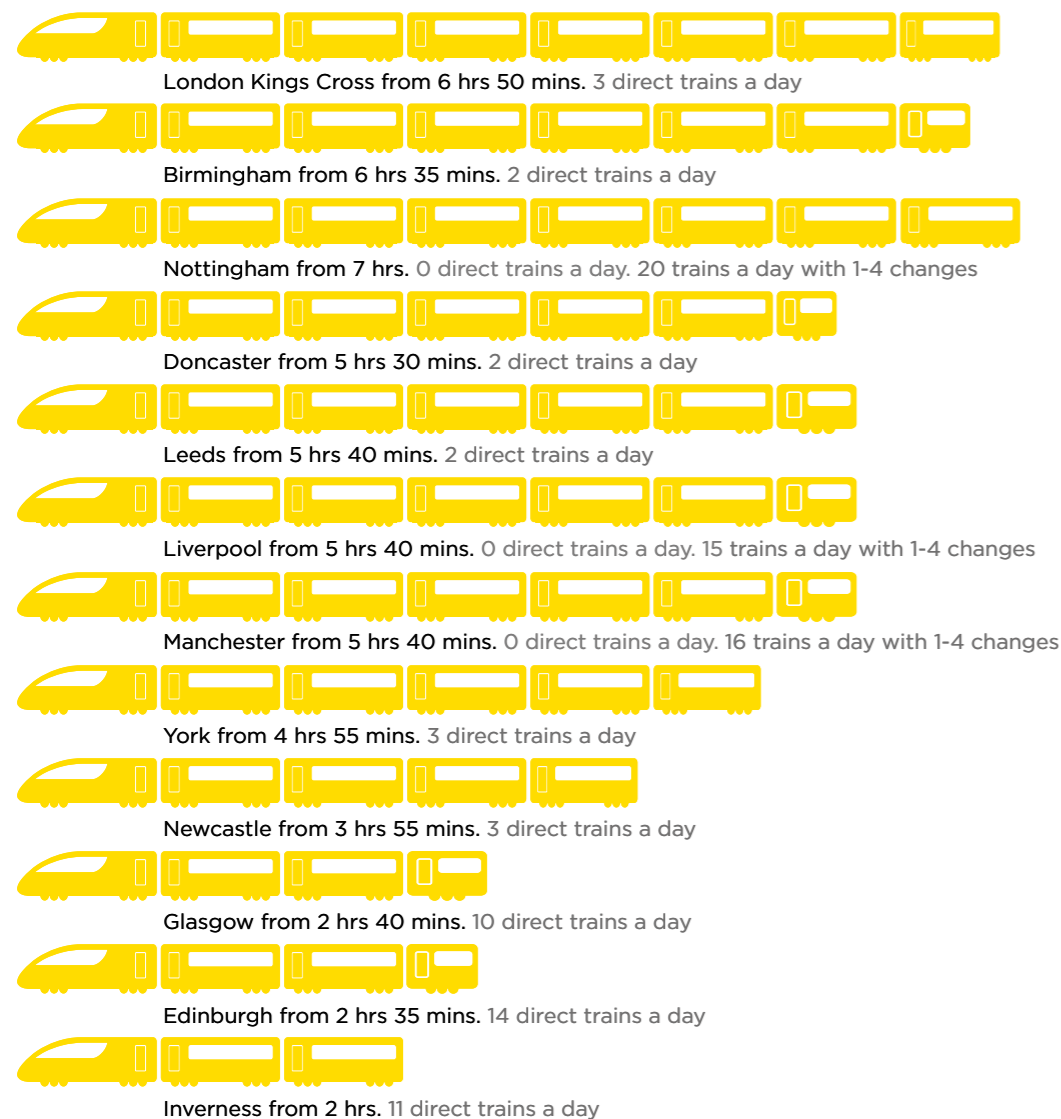 London Kings Cross from 6 hrs 50 mins. 3 direct trains a day
Birmingham from 6 hrs 35 mins. 2 direct trains a day
Nottingham from 7 hrs. 0 direct trains a day. 20 trains a day with 1-4 changes
Doncaster from 5 hrs 30 mins. 2 direct trains a day
Leeds from 5 hrs 40 mins. 2 direct trains a day
Liverpool from 5 hrs 40 mins. 0 direct trains a day. 15 trains a day with 1-4 changes
Manchester from 5 hrs 40 mins. 0 direct trains a day. 16 trains a day with 1-4 changes
York from 4 hrs 55 mins. 3 direct trains a day
Newcastle from 3 hrs 55 mins. 3 direct trains a day
Glasgow from 2 hrs 40 mins. 10 direct trains a day
Edinburgh from 2 hrs 35 mins. 14 direct trains a day
Inverness from 2 hrs. 11 direct trains a day